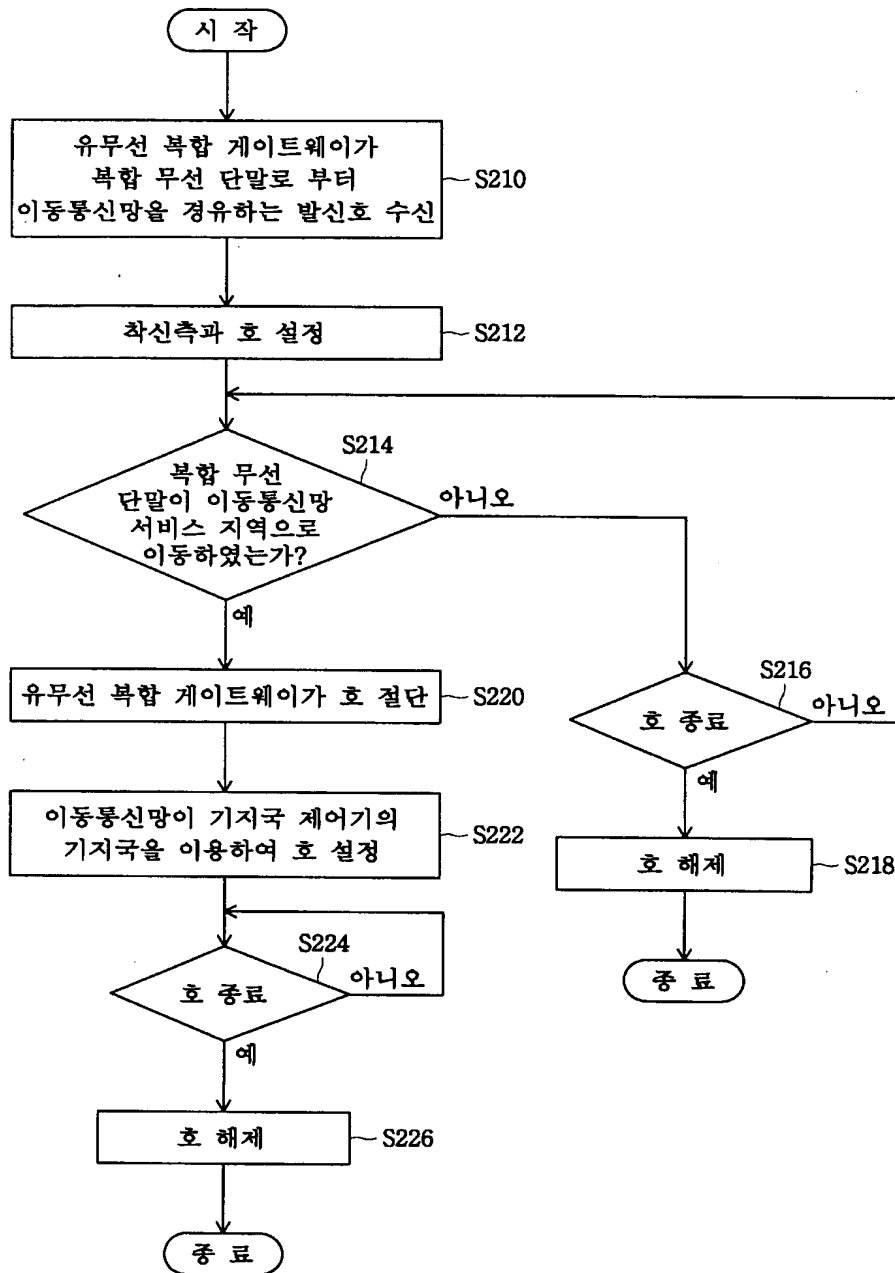 시 작
유무선 복합 게이트웨이가
복합 무선 단말로 부터
이동통신망을 경유하는 발신호 수신
S210
착신측과 호 설정
S212
S214
복합 무선
단말이 이동통신망
서비스 지역으로
이동하였는가?
아니오
예
유무선 복합 게이트웨이가 호 절단
S220
S216
호 종료
아니오
예
이동통신망이 기지국 제어기의
기지국을 이용하여 호 설정
S222
호 해제
S218
종 료
S224
호 종료
아니오
예
호 해제
S226
종 료